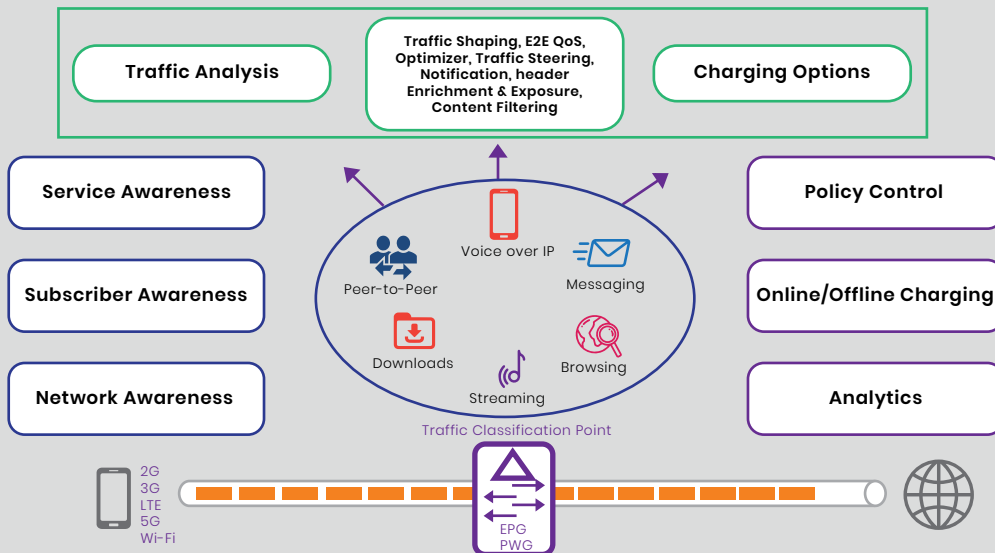 Traffic Analysis
Traffic Shaping, E2E QoS,
Optimizer, Traffic Steering,
Notification, header
Enrichment & Exposure,
Content Filtering
Charging Options
Service Awareness
Subscriber Awareness
Network Awareness
Voice over IP
Peer-to-Peer
Messaging
Downloads
Browsing
Streaming
Policy Control
Online/Offline Charging
Analytics
Traffic Classification Point
2G
3G
LTE
5G
Wi-Fi
EPG
PWG